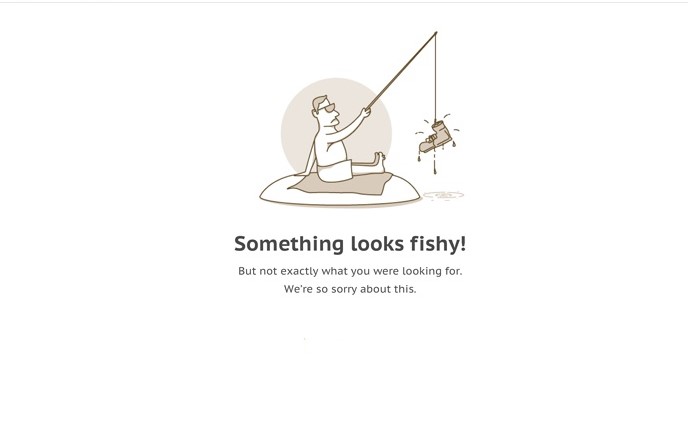 Something looks fishy!
But not exactly what you were looking for.
We're so sorry about this.